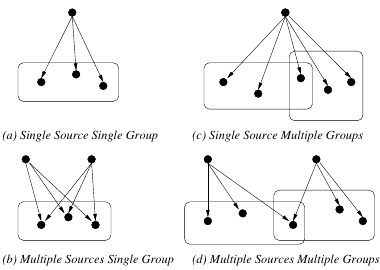 (a) Single Source Single Group
(c) Single Source Multiple Groups
(b) Multiple Sources Single Group
(d) Multiple Sources Multiple Groups